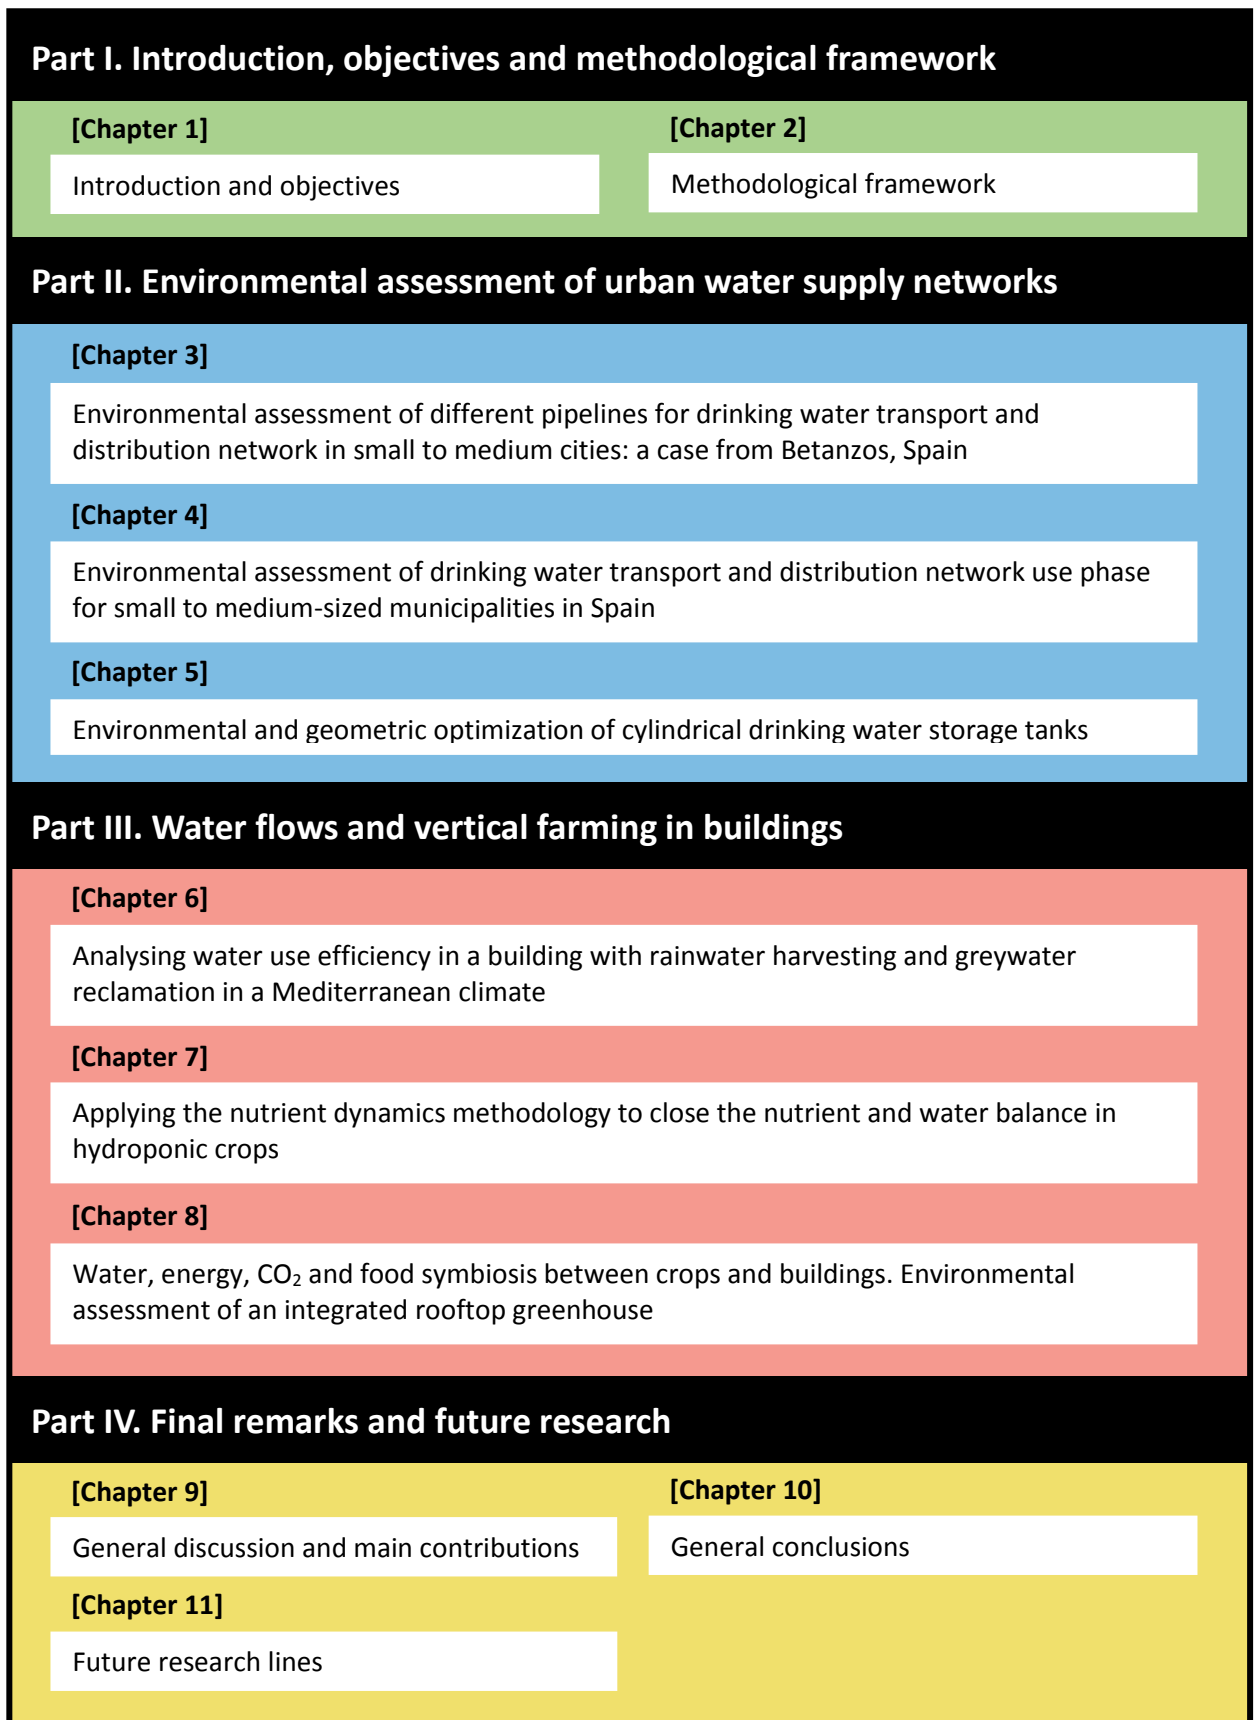 Part I. Introduction, objectives and methodological framework
[Chapter 1]
Introduction and objectives
[Chapter 2]
Methodological framework
Part II. Environmental assessment of urban water supply networks
[Chapter 3]
Environmental assessment of different pipelines for drinking water transport and
distribution network in small to medium cities: a case from Betanzos, Spain
[Chapter 4]
Environmental assessment of drinking water transport and distribution network use phase
for small to medium-sized municipalities in Spain
[Chapter 5]
Environmental and geometric optimization of cylindrical drinking water storage tanks
Part III. Water flows and vertical farming in buildings
[Chapter 6]
Analysing water use efficiency in a building with rainwater harvesting and greywater
reclamation in a Mediterranean climate
[Chapter 7]
Applying the nutrient dynamics methodology to close the nutrient and water balance in
hydroponic crops
[Chapter 8]
Water, energy, CO₂ and food symbiosis between crops and buildings. Environmental
assessment of an integrated rooftop greenhouse
Part IV. Final remarks and future research
[Chapter 9]
General discussion and main contributions
[Chapter 10]
General conclusions
[Chapter 11]
Future research lines